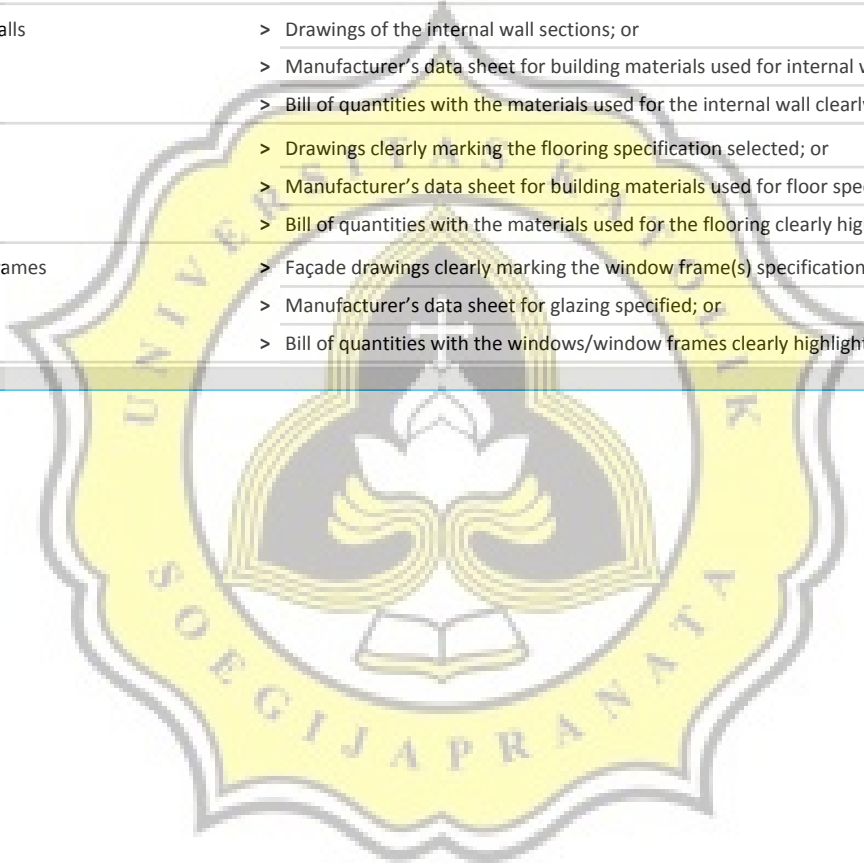 alls
> Drawings of the internal wall sections; or
> Manufacturer's data sheet for building materials used for internal
> Bill of quantities with the materials used for the internal wall clearly
> Drawings clearly marking the flooring specification selected; or
> Manufacturer's data sheet for building materials used for floor spe
> Bill of quantities with the materials used for the flooring clearly hig
ames
> Façade drawings clearly marking the window frame(s) specification
> Manufacturer's data sheet for glazing specified; or
> Bill of quantities with the windows/window frames clearly highligh
UNIVERSITAS KATOLIK
SOEGIJAPRANATA